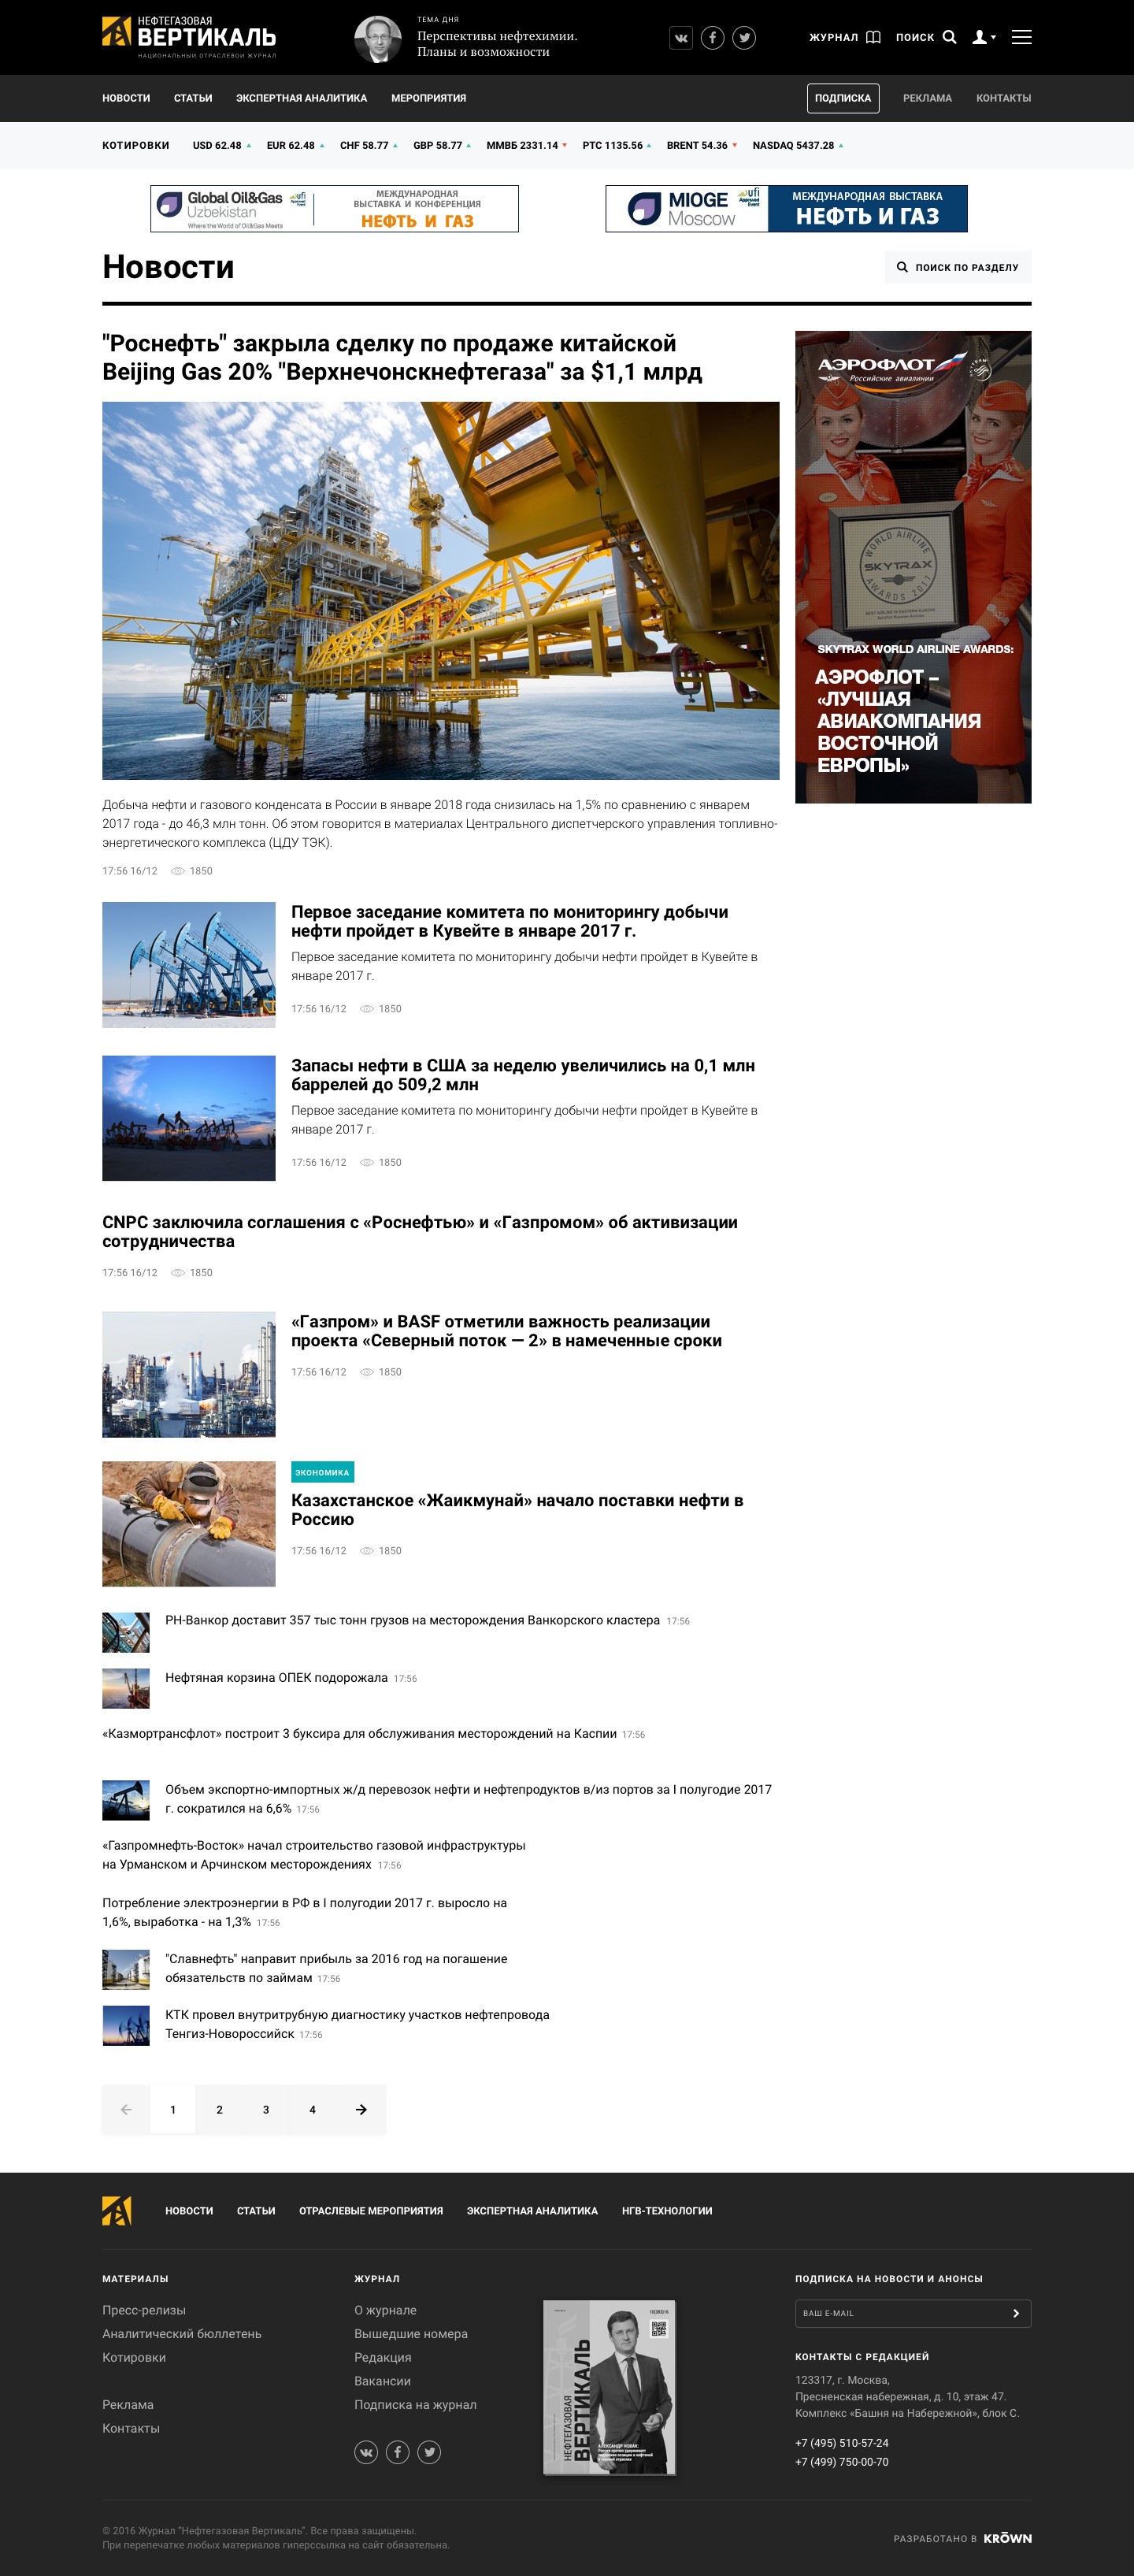 НЕФТЕГАЗОВАЯ
ВЕРТИКАЛЬ
НАЦИОНАЛЬНЫЙ ОТРАСЛЕВОЙ ЖУРНАЛ
ТЕМА ДНЯ
Перспективы нефтехимии.
Планы и возможности
ЖУРНАЛ ПОИСК
НОВОСТИ СТАТЬИ ЭКСПЕРТНАЯ АНАЛИТИКА МЕРОПРИЯТИЯ ПОДПИСКА РЕКЛАМА КОНТАКТЫ
КОТИРОВКИ USD 62.48 EUR 62.48 CHF 58.77 GBP 58.77 ММВБ 2331.14 РТС 1135.56 BRENT 54.36 NASDAQ 5437.28
Global Oil&Gas
Uzbekistan
Where the World of Oil&Gas Meets
ufi
Approved
Event
МЕЖДУНАРОДНАЯ
ВЫСТАВКА И КОНФЕРЕНЦИЯ
НЕФТЬ И ГАЗ
MIOGE
Moscow
ufi
Approved
Event
МЕЖДУНАРОДНАЯ ВЫСТАВКА
НЕФТЬ И ГАЗ
Новости
ПОИСК ПО РАЗДЕЛУ
"Роснефть" закрыла сделку по продаже китайской
Beijing Gas 20% "Верхнечонскнефтегаза" за $1,1 млрд
АЭРОФЛОТ
Российские авиалинии
WORLD AIRLINE
SKYTRAX
AWARDS 2017
BEST AIRLINE IN EASTERN EUROPE
SKYTRAX WORLD AIRLINE AWARDS:
АЭРОФЛОТ –
«ЛУЧШАЯ
АВИАКОМПАНИЯ
ВОСТОЧНОЙ
ЕВРОПЫ»
Добыча нефти и газового конденсата в России в январе 2018 года снизилась на 1,5% по сравнению с январем
2017 года - до 46,3 млн тонн. Об этом говорится в материалах Центрального диспетчерского управления топливно-
энергетического комплекса (ЦДУ ТЭК).
17:56 16/12 1850
Первое заседание комитета по мониторингу добычи
нефти пройдет в Кувейте в январе 2017 г.
Первое заседание комитета по мониторингу добычи нефти пройдет в Кувейте в
январе 2017 г.
17:56 16/12 1850
Запасы нефти в США за неделю увеличились на 0,1 млн
баррелей до 509,2 млн
Первое заседание комитета по мониторингу добычи нефти пройдет в Кувейте в
январе 2017 г.
17:56 16/12 1850
CNPC заключила соглашения с «Роснефтью» и «Газпромом» об активизации
сотрудничества
17:56 16/12 1850
«Газпром» и BASF отметили важность реализации
проекта «Северный поток — 2» в намеченные сроки
17:56 16/12 1850
ЭКОНОМИКА
Казахстанское «Жаикмунай» начало поставки нефти в
Россию
17:56 16/12 1850
РН-Ванкор доставит 357 тыс тонн грузов на месторождения Ванкорского кластера 17:56
Нефтяная корзина ОПЕК подорожала 17:56
«Казмортрансфлот» построит 3 буксира для обслуживания месторождений на Каспии 17:56
Объем экспортно-импортных ж/д перевозок нефти и нефтепродуктов в/из портов за I полугодие 2017
г. сократился на 6,6% 17:56
«Газпромнефть-Восток» начал строительство газовой инфраструктуры
на Урманском и Арчинском месторождениях 17:56
Потребление электроэнергии в РФ в I полугодии 2017 г. выросло на
1,6%, выработка - на 1,3% 17:56
"Славнефть" направит прибыль за 2016 год на погашение
обязательств по займам 17:56
КТК провел внутритрубную диагностику участков нефтепровода
Тенгиз-Новороссийск 17:56
1 2 3 4
НОВОСТИ СТАТЬИ ОТРАСЛЕВЫЕ МЕРОПРИЯТИЯ ЭКСПЕРТНАЯ АНАЛИТИКА НГВ-ТЕХНОЛОГИИ
МАТЕРИАЛЫ
Пресс-релизы
Аналитический бюллетень
Котировки
Реклама
Контакты
ЖУРНАЛ
О журнале
Вышедшие номера
Редакция
Вакансии
Подписка на журнал
НЕФТЕГАЗОВАЯ
ВЕРТИКАЛЬ
АЛЕКСАНДР НОВАК:
ПОДПИСКА НА НОВОСТИ И АНОНСЫ
ВАШ E-MAIL
КОНТАКТЫ С РЕДАКЦИЕЙ
123317, г. Москва,
Пресненская набережная, д. 10, этаж 47.
Комплекс «Башня на Набережной», блок С.
+7 (495) 510-57-24
+7 (499) 750-00-70
© 2016 Журнал "Нефтегазовая Вертикаль". Все права защищены.
При перепечатке любых материалов гиперссылка на сайт обязательна.
РАЗРАБОТАНО В KRŌWN